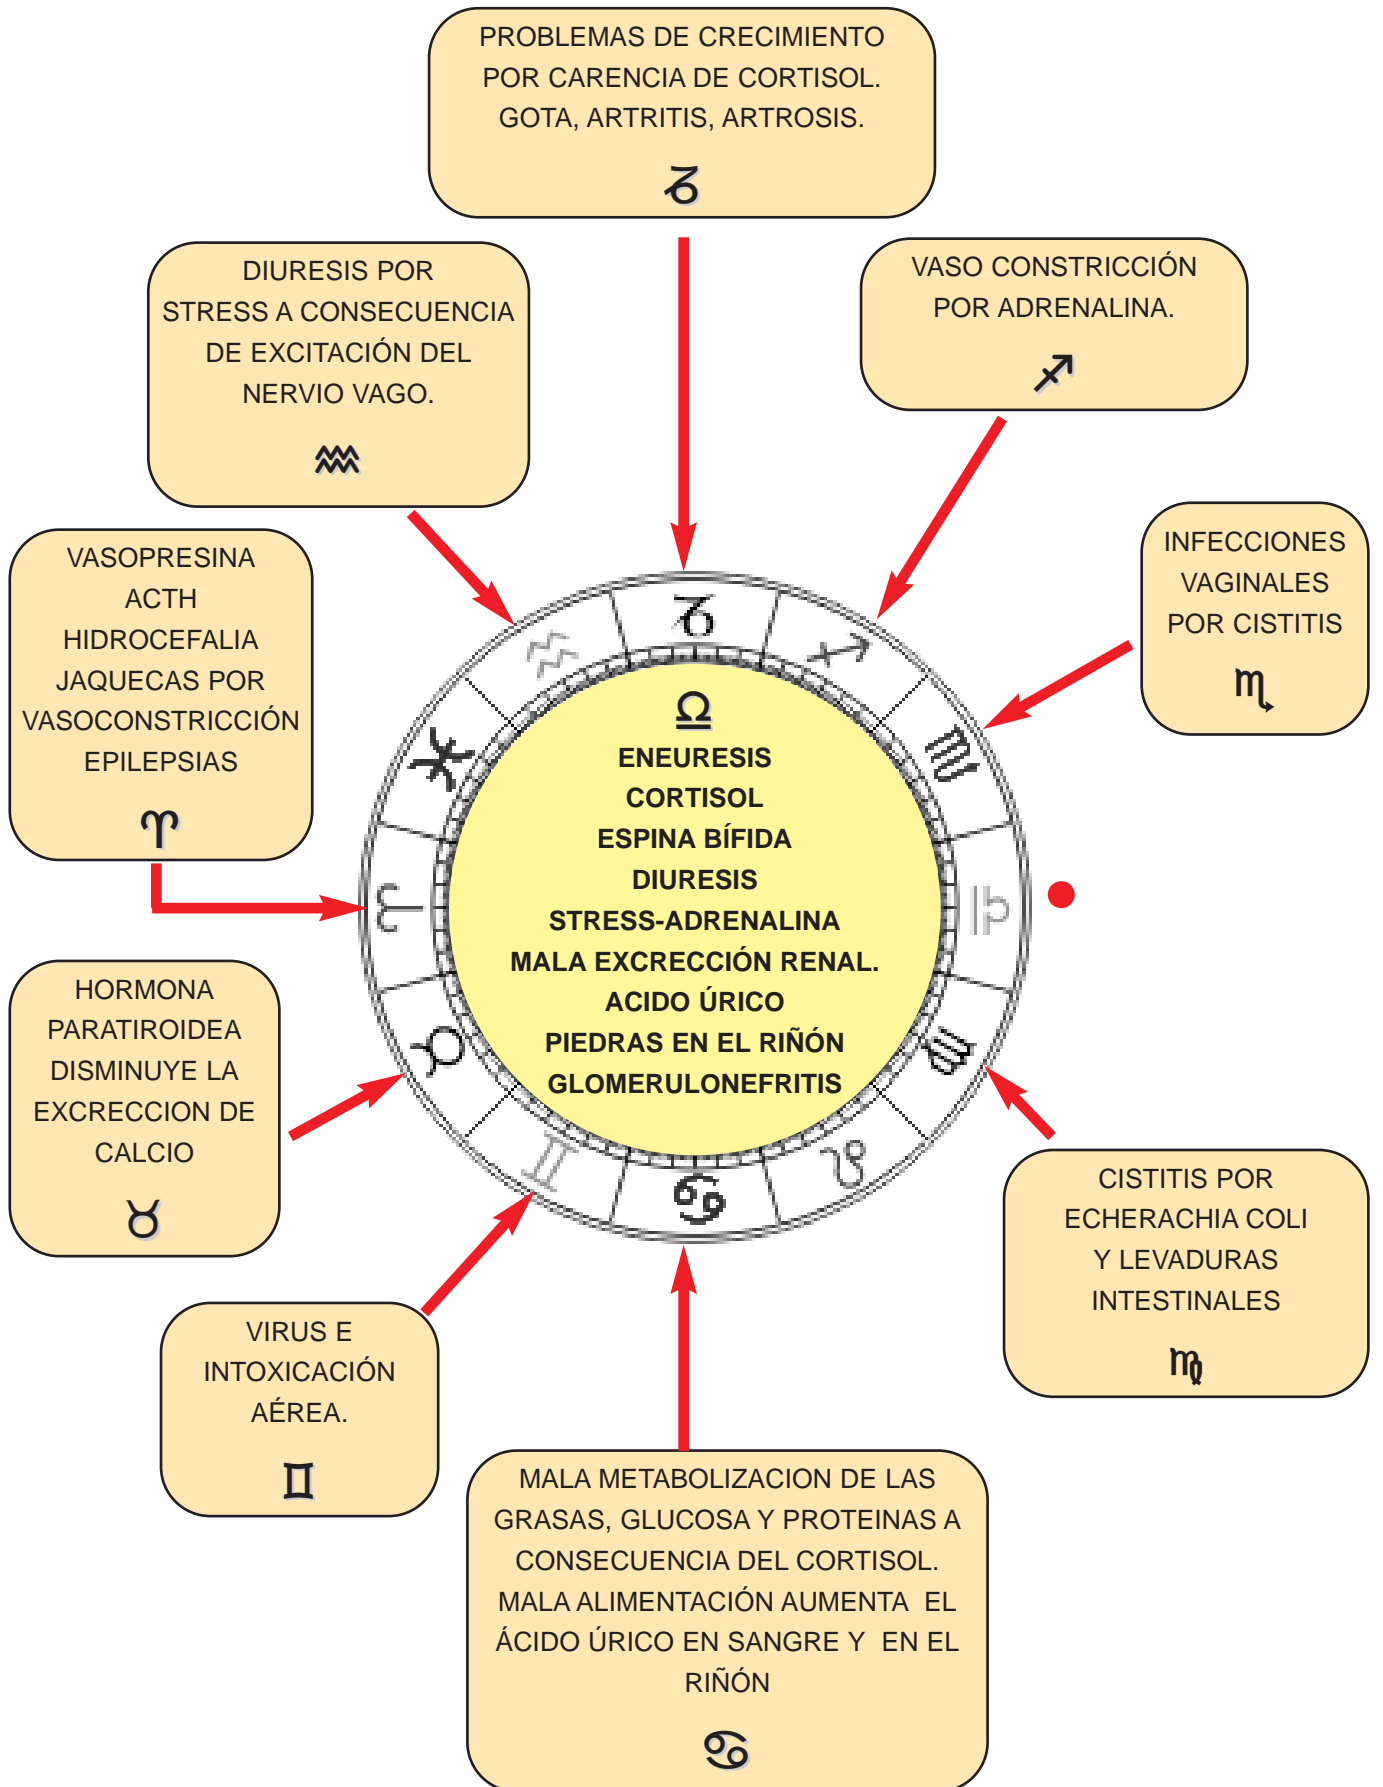 PROBLEMAS DE CRECIMIENTO
POR CARENCIA DE CORTISOL.
GOTA, ARTRITIS, ARTROSIS.
♑
DIURESIS POR
STRESS A CONSECUENCIA
DE EXCITACIÓN DEL
NERVIO VAGO.
♒
VASO CONSTRICCIÓN
POR ADRENALINA.
♐
VASOPRESINA
ACTH
HIDROCEFALIA
JAQUECAS POR
VASOCONSTRICCIÓN
EPILEPSIAS
♈
INFECCIONES
VAGINALES
POR CISTITIS
♏
♎
ENEURESIS
CORTISOL
ESPINA BÍFIDA
DIURESIS
STRESS-ADRENALINA
MALA EXCRECCIÓN RENAL.
ACIDO ÚRICO
PIEDRAS EN EL RIÑÓN
GLOMERULONEFRITIS
HORMONA
PARATIROIDEA
DISMINUYE LA
EXCRECCION DE
CALCIO
♉
CISTITIS POR
ECHERACHIA COLI
Y LEVADURAS
INTESTINALES
♍
VIRUS E
INTOXICACIÓN
AÉREA.
♊
MALA METABOLIZACION DE LAS
GRASAS, GLUCOSA Y PROTEINAS A
CONSECUENCIA DEL CORTISOL.
MALA ALIMENTACIÓN AUMENTA EL
ÁCIDO ÚRICO EN SANGRE Y EN EL
RIÑÓN
♋